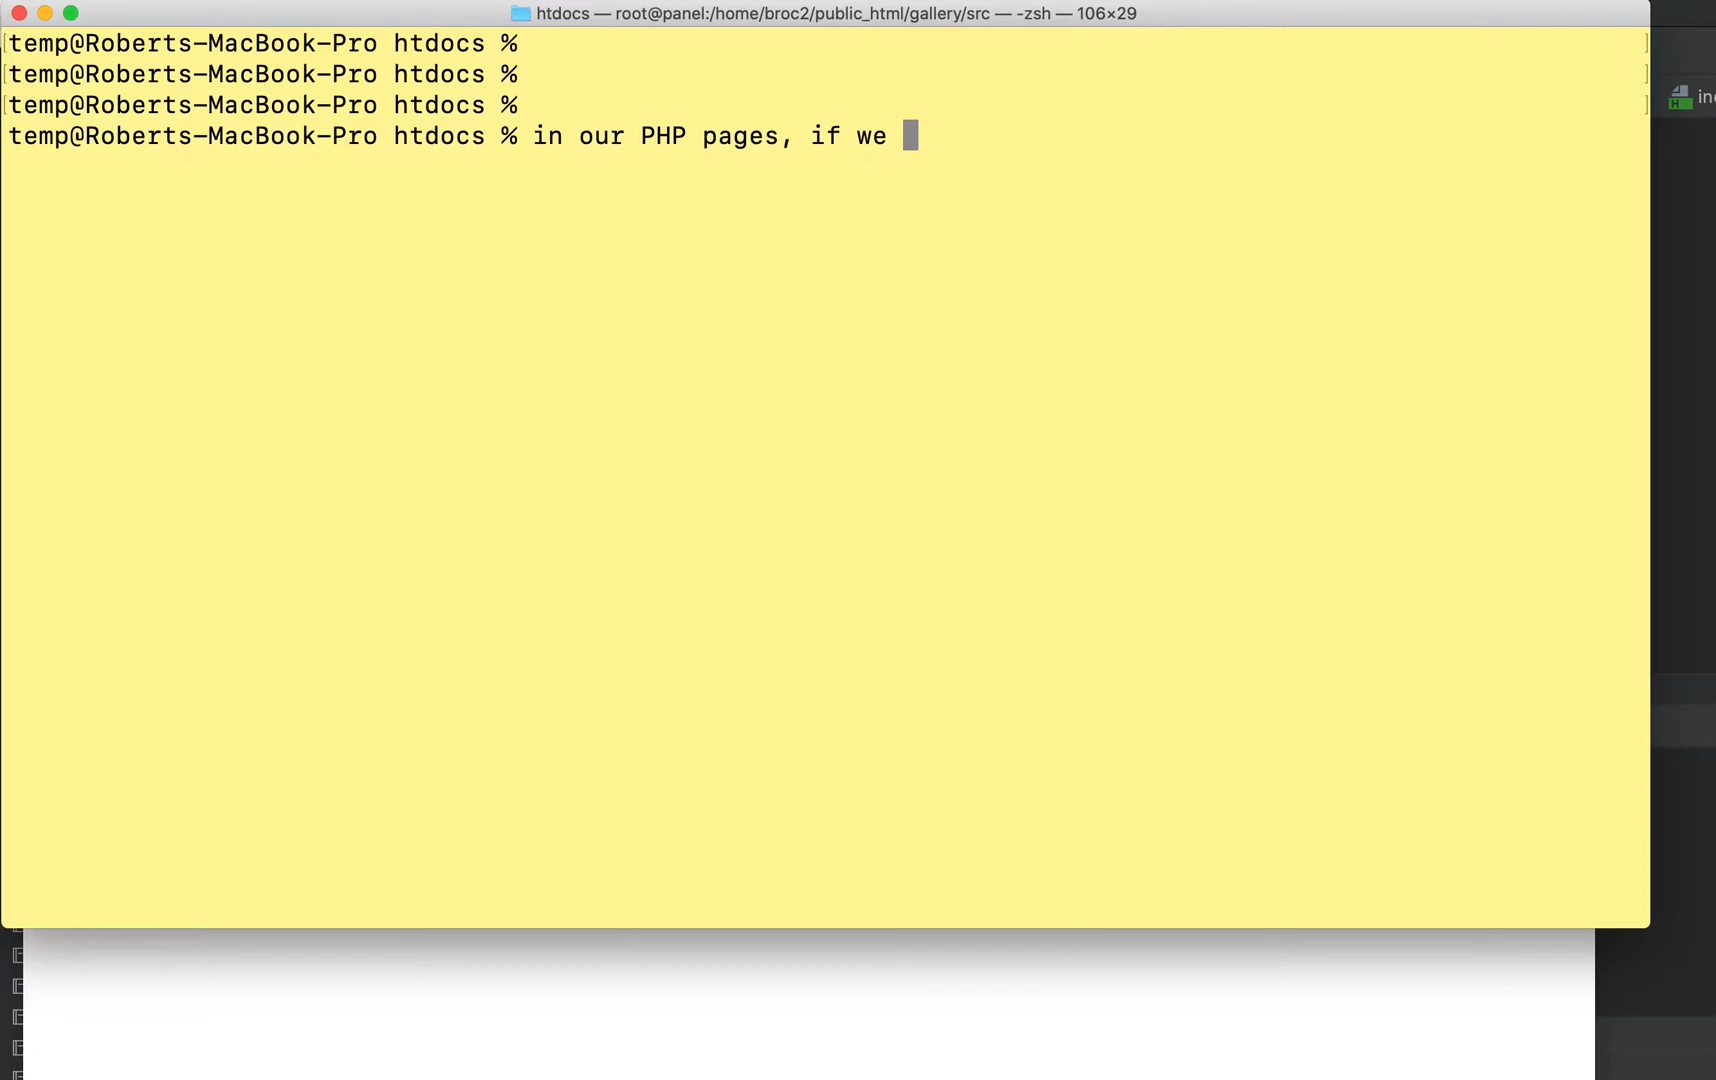 htdocs — root@panel:/home/broc2/public_html/gallery/src — -zsh — 106×29
[temp@Roberts-MacBook-Pro htdocs % ]
[temp@Roberts-MacBook-Pro htdocs % ]
[temp@Roberts-MacBook-Pro htdocs % ]
temp@Roberts-MacBook-Pro htdocs % in our PHP pages, if we